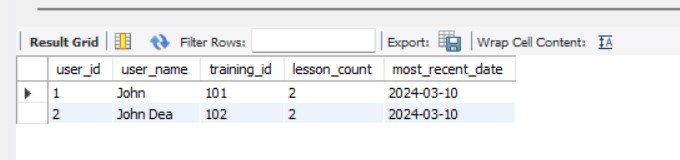 Result Grid Filter Rows: Export: Wrap Cell Content: IA
user_id user_name training_id lesson_count most_recent_date
1 John 101 2 2024-03-10
2 John Dea 102 2 2024-03-10